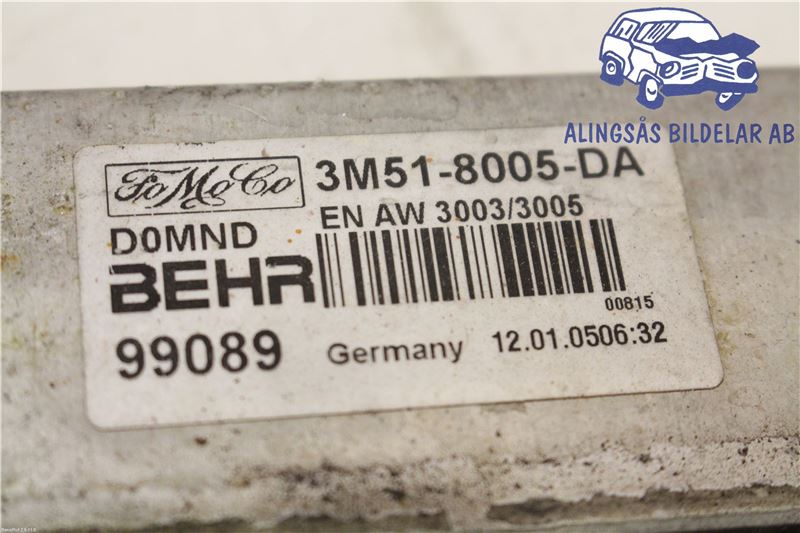 ALINGSÅS BILDELAR AB
FoMoCo 3M51-8005-DA
EN AW 3003/3005
D0MND
BEHR
00815
99089 Germany 12.01.0506:32